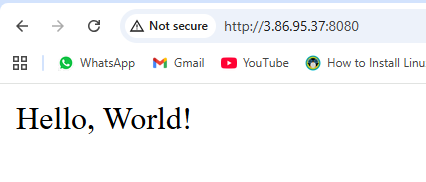 Not secure http://3.86.95.37:8080
WhatsApp Gmail YouTube How to Install Linu
Hello, World!